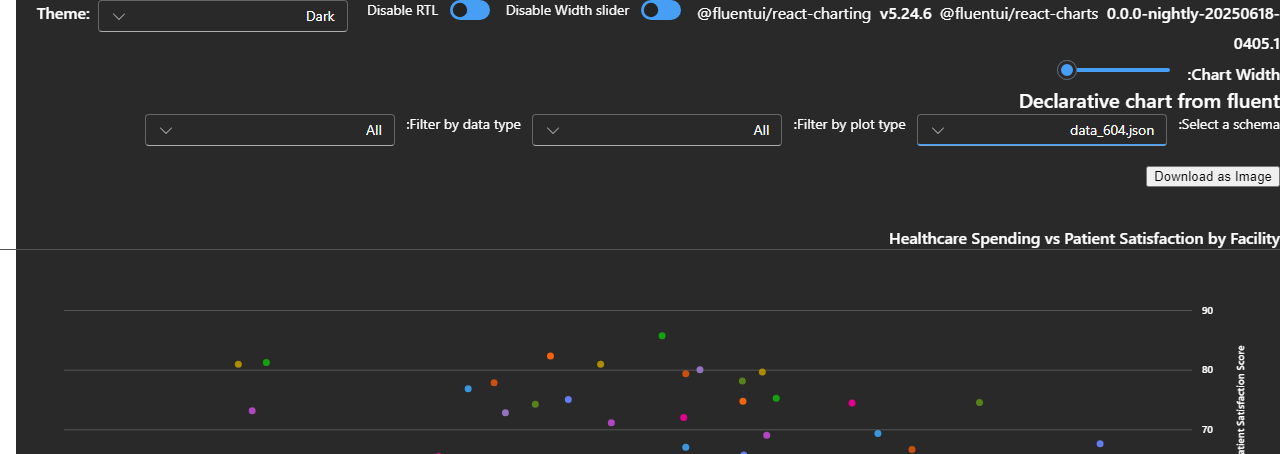 Theme: Dark Disable RTL Disable Width slider @fluentui/react-charting v5.24.6 @fluentui/react-charts 0.0.0-nightly-20250618-
0405.1
:Chart Width
Declarative chart from fluent
:Select a schema data_604.json :Filter by plot type All :Filter by data type All
Download as Image
Healthcare Spending vs Patient Satisfaction by Facility
90
80
70
atient Satisfaction Score